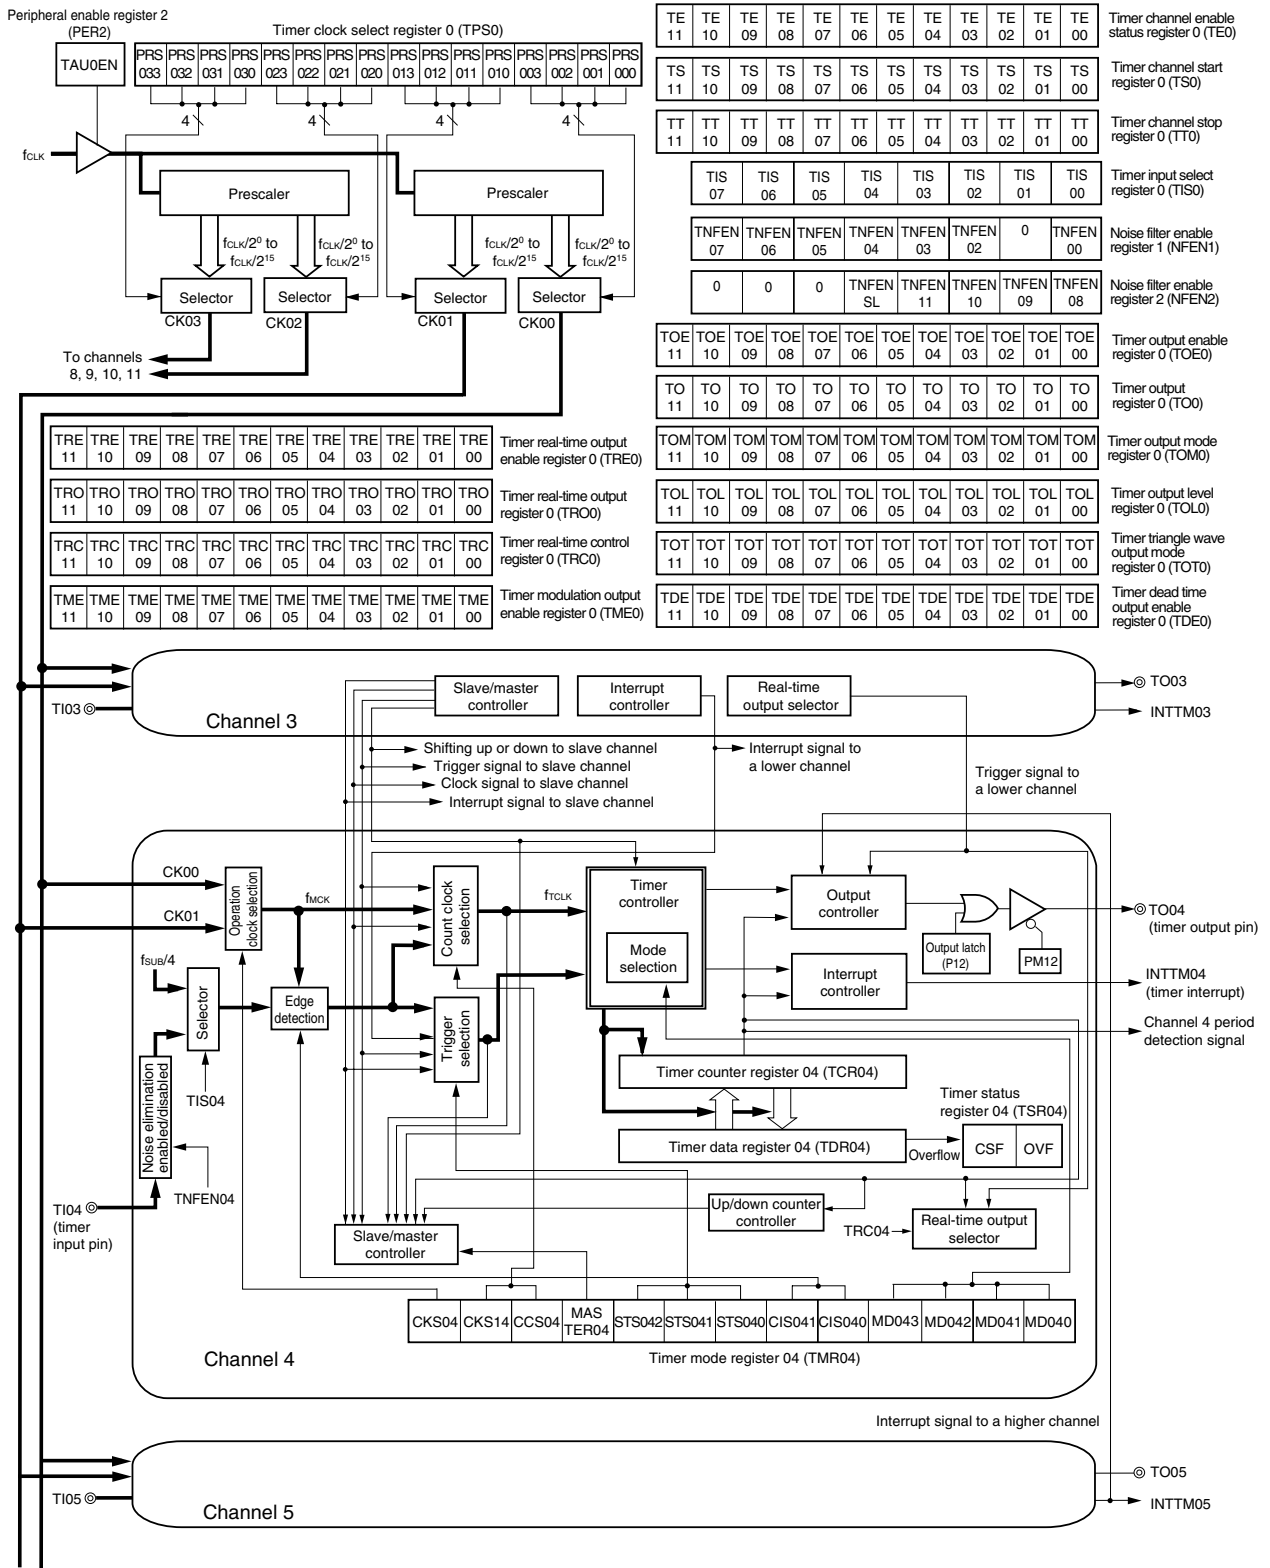 Peripheral enable register 2
(PER2)
TAU0EN
Timer clock select register 0 (TPS0)
PRS PRS PRS PRS PRS PRS PRS PRS PRS PRS PRS PRS PRS PRS PRS PRS
033 032 031 030 023 022 021 020 013 012 011 010 003 002 001 000
4 4 4 4
fCLK
Prescaler Prescaler
fCLK/2⁰ to fCLK/2⁰ to fCLK/2⁰ to fCLK/2⁰ to
fCLK/2¹⁵ fCLK/2¹⁵ fCLK/2¹⁵ fCLK/2¹⁵
Selector Selector Selector Selector
CK03 CK02 CK01 CK00
To channels
8, 9, 10, 11
TE TE TE TE TE TE TE TE TE TE TE TE
11 10 09 08 07 06 05 04 03 02 01 00
Timer channel enable
status register 0 (TE0)
TS TS TS TS TS TS TS TS TS TS TS TS
11 10 09 08 07 06 05 04 03 02 01 00
Timer channel start
register 0 (TS0)
TT TT TT TT TT TT TT TT TT TT TT TT
11 10 09 08 07 06 05 04 03 02 01 00
Timer channel stop
register 0 (TT0)
TIS TIS TIS TIS TIS TIS TIS TIS
07 06 05 04 03 02 01 00
Timer input select
register 0 (TIS0)
TNFEN TNFEN TNFEN TNFEN TNFEN TNFEN 0 TNFEN
07 06 05 04 03 02 00
Noise filter enable
register 1 (NFEN1)
0 0 0 TNFEN TNFEN TNFEN TNFEN TNFEN
SL 11 10 09 08
Noise filter enable
register 2 (NFEN2)
TOE TOE TOE TOE TOE TOE TOE TOE TOE TOE TOE TOE
11 10 09 08 07 06 05 04 03 02 01 00
Timer output enable
register 0 (TOE0)
TO TO TO TO TO TO TO TO TO TO TO TO
11 10 09 08 07 06 05 04 03 02 01 00
Timer output
register 0 (TO0)
TOM TOM TOM TOM TOM TOM TOM TOM TOM TOM TOM TOM
11 10 09 08 07 06 05 04 03 02 01 00
Timer output mode
register 0 (TOM0)
TOL TOL TOL TOL TOL TOL TOL TOL TOL TOL TOL TOL
11 10 09 08 07 06 05 04 03 02 01 00
Timer output level
register 0 (TOL0)
TOT TOT TOT TOT TOT TOT TOT TOT TOT TOT TOT TOT
11 10 09 08 07 06 05 04 03 02 01 00
Timer triangle wave
output mode
register 0 (TOT0)
TDE TDE TDE TDE TDE TDE TDE TDE TDE TDE TDE TDE
11 10 09 08 07 06 05 04 03 02 01 00
Timer dead time
output enable
register 0 (TDE0)
TRE TRE TRE TRE TRE TRE TRE TRE TRE TRE TRE TRE
11 10 09 08 07 06 05 04 03 02 01 00
Timer real-time output
enable register 0 (TRE0)
TRO TRO TRO TRO TRO TRO TRO TRO TRO TRO TRO TRO
11 10 09 08 07 06 05 04 03 02 01 00
Timer real-time output
register 0 (TRO0)
TRC TRC TRC TRC TRC TRC TRC TRC TRC TRC TRC TRC
11 10 09 08 07 06 05 04 03 02 01 00
Timer real-time control
register 0 (TRC0)
TME TME TME TME TME TME TME TME TME TME TME TME
11 10 09 08 07 06 05 04 03 02 01 00
Timer modulation output
enable register 0 (TME0)
TI03
Channel 3
Slave/master
controller
Interrupt
controller
Real-time
output selector
TO03
INTTM03
Shifting up or down to slave channel
Trigger signal to slave channel
Clock signal to slave channel
Interrupt signal to slave channel
Interrupt signal to
a lower channel
Trigger signal to
a lower channel
CK00
CK01
Operation
clock selection
fMCK
Count clock
selection
fTCLK
Timer
controller
Mode
selection
Output
controller
Output latch
(P12)
PM12
TO04
(timer output pin)
Interrupt
controller
INTTM04
(timer interrupt)
Channel 4 period
detection signal
fSUB/4
Selector
Edge
detection
Trigger
selection
TIS04
Noise elimination
enabled/disabled
TNFEN04
TI04
(timer
input pin)
Timer counter register 04 (TCR04)
Timer data register 04 (TDR04)
Overflow
Timer status
register 04 (TSR04)
CSF OVF
Up/down counter
controller
TRC04
Real-time output
selector
Slave/master
controller
CKS04 CKS14 CCS04 MAS STS042 STS041 STS040 CIS041 CIS040 MD043 MD042 MD041 MD040
TER04
Timer mode register 04 (TMR04)
Channel 4
Interrupt signal to a higher channel
TI05
Channel 5
TO05
INTTM05